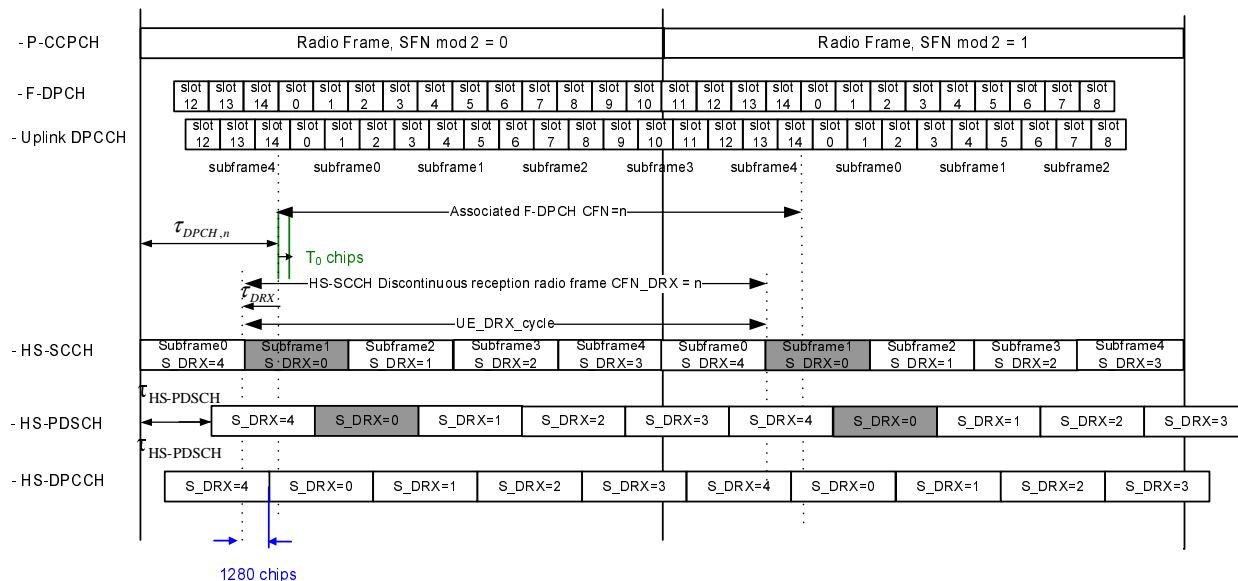 - P-CCPCH
Radio Frame, SFN mod 2 = 0
Radio Frame, SFN mod 2 = 1
- F-DPCH
slot 12 slot 13 slot 14 slot 0 slot 1 slot 2 slot 3 slot 4 slot 5 slot 6 slot 7 slot 8 slot 9 slot 10 slot 11 slot 12 slot 13 slot 14 slot 0 slot 1 slot 2 slot 3 slot 4 slot 5 slot 6 slot 7 slot 8
- Uplink DPCCH
slot 12 slot 13 slot 14 slot 0 slot 1 slot 2 slot 3 slot 4 slot 5 slot 6 slot 7 slot 8 slot 9 slot 10 slot 11 slot 12 slot 13 slot 14 slot 0 slot 1 slot 2 slot 3 slot 4 slot 5 slot 6 slot 7 slot 8
subframe4 subframe0 subframe1 subframe2 subframe3 subframe4 subframe0 subframe1 subframe2
Associated F-DPCH CFN=n
τDPCH,n
T0 chips
HS-SCCH Discontinuous reception radio frame CFN_DRX = n
τDRX
UE_DRX_cycle
- HS-SCCH
Subframe0 Subframe1 Subframe2 Subframe3 Subframe4 Subframe0 Subframe1 Subframe2 Subframe3 Subframe4
S_DRX=4 S_DRX=0 S_DRX=1 S_DRX=2 S_DRX=3 S_DRX=4 S_DRX=0 S_DRX=1 S_DRX=2 S_DRX=3
τHS-PDSCH
- HS-PDSCH
S_DRX=4 S_DRX=0 S_DRX=1 S_DRX=2 S_DRX=3 S_DRX=4 S_DRX=0 S_DRX=1 S_DRX=2 S_DRX=3
τHS-PDSCH
- HS-DPCCH
S_DRX=4 S_DRX=0 S_DRX=1 S_DRX=2 S_DRX=3 S_DRX=4 S_DRX=0 S_DRX=1 S_DRX=2 S_DRX=3
1280 chips